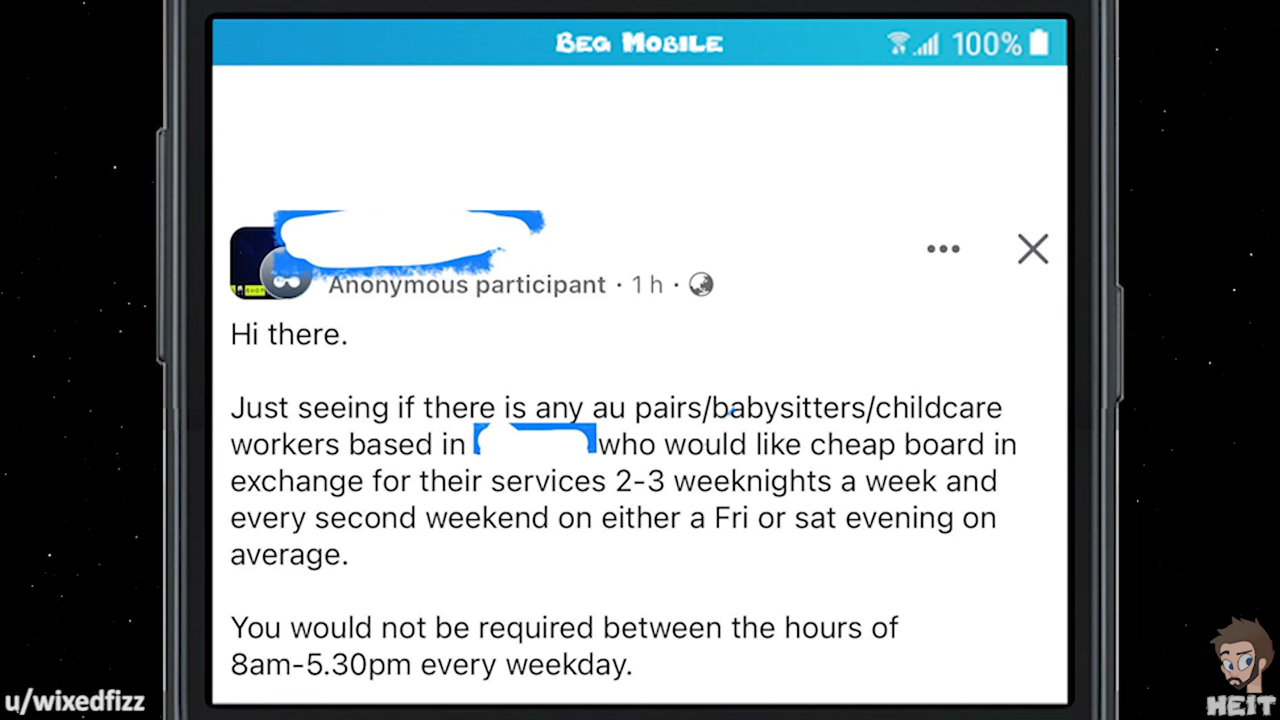 BEG MOBILE
100%
Anonymous participant · 1 h ·
Hi there.
Just seeing if there is any au pairs/babysitters/childcare
workers based in who would like cheap board in
exchange for their services 2-3 weeknights a week and
every second weekend on either a Fri or sat evening on
average.
You would not be required between the hours of
8am-5.30pm every weekday.
u/wixedfizz
HEIT